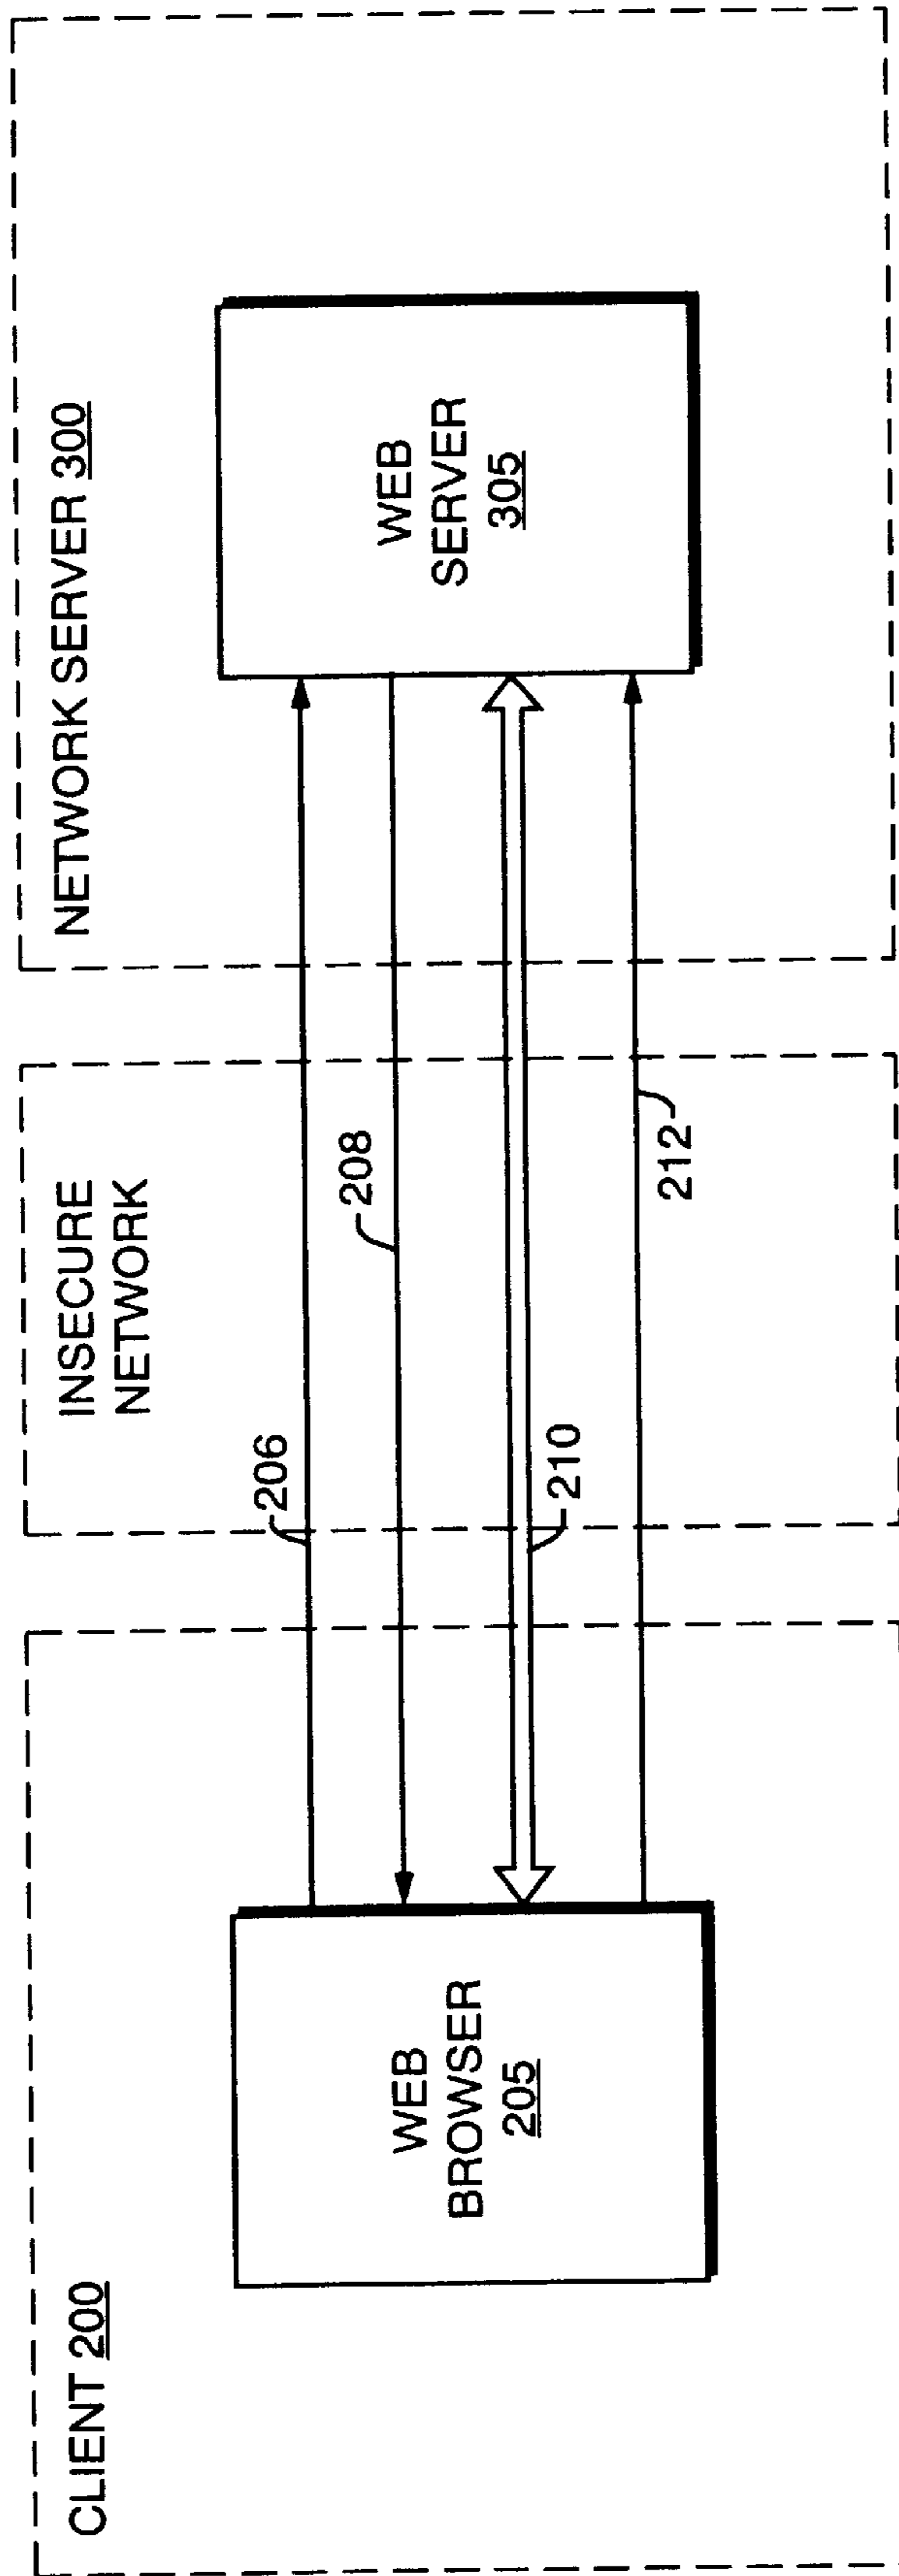 CLIENT 200
WEB
BROWSER
205
INSECURE
NETWORK
206
208
210
212
NETWORK SERVER 300
WEB
SERVER
305